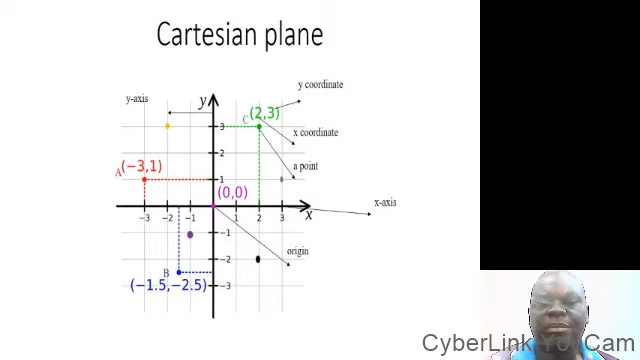 Cartesian plane
y coordinate
y-axis
y
C (2,3)
3
x coordinate
2
A (−3,1)
a point
1
(0,0)
x-axis
−3 −2 −1 1 2 3 x
−1
origin
−2
B
(−1.5,−2.5)
−3
CyberLink YouCam